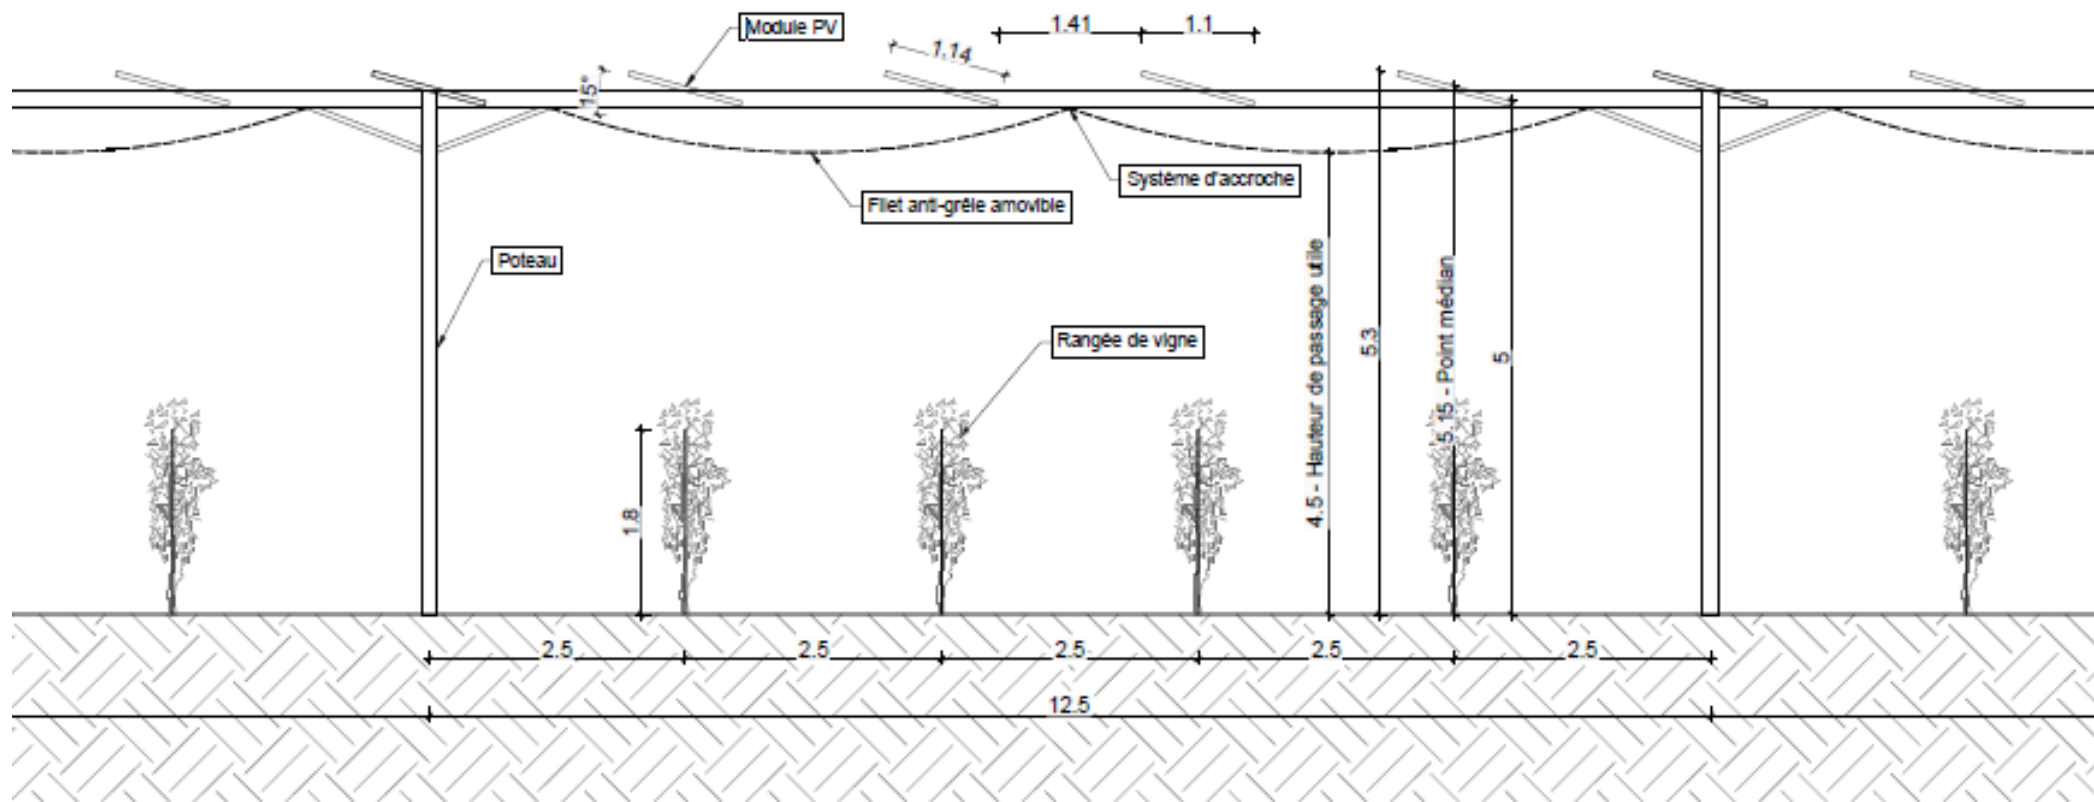 Module PV
1.41
1.1
1.14
15°
Système d'accroche
Filet anti-grêle amovible
Poteau
Rangée de vigne
4.5 - Hauteur de passage utile
5.3
5.15 - Point médian
5
1.8
2.5
2.5
2.5
2.5
2.5
12.5